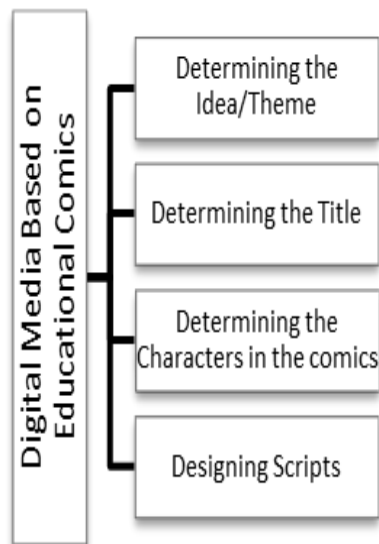 Digital Media Based on
Educational Comics
Determining the
Idea/Theme
Determining the Title
Determining the
Characters in the comics
Designing Scripts